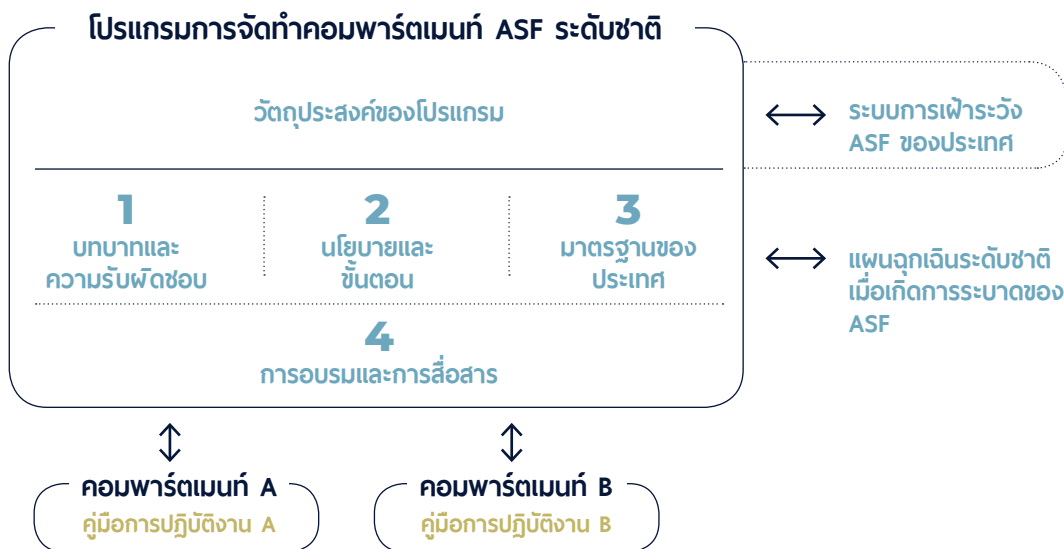 โปรแกรมการจัดทำคอมพาร์ตเมนท์ ASF ระดับชาติ
วัตถุประสงค์ของโปรแกรม
ระบบการเฝ้าระวัง
ASF ของประเทศ
1
บทบาทและ
ความรับผิดชอบ
2
นโยบายและ
ขั้นตอน
3
มาตรฐานของ
ประเทศ
แผนฉุกเฉินระดับชาติ
เมื่อเกิดการระบาดของ
ASF
4
การอบรมและการสื่อสาร
คอมพาร์ตเมนท์ A
คู่มือการปฏิบัติงาน A
คอมพาร์ตเมนท์ B
คู่มือการปฏิบัติงาน B